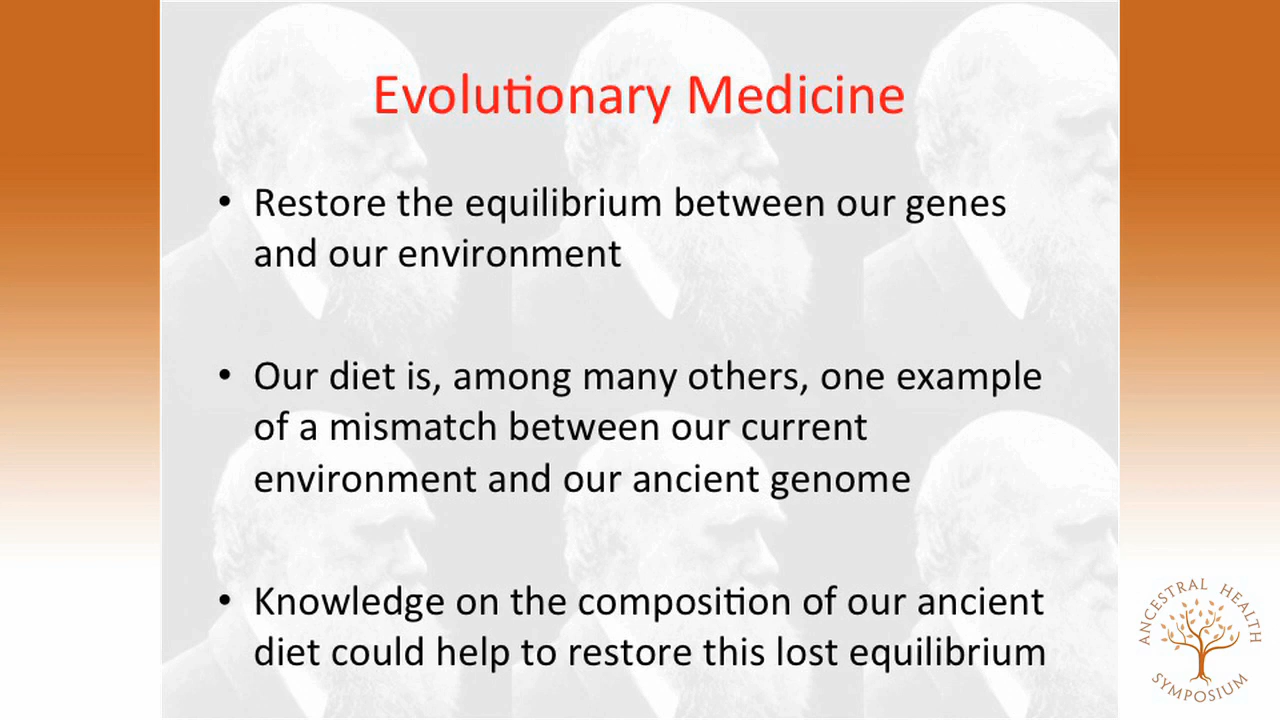 Evolutionary Medicine
• Restore the equilibrium between our genes
and our environment
• Our diet is, among many others, one example
of a mismatch between our current
environment and our ancient genome
• Knowledge on the composition of our ancient
diet could help to restore this lost equilibrium
ANCESTRAL HEALTH
SYMPOSIUM